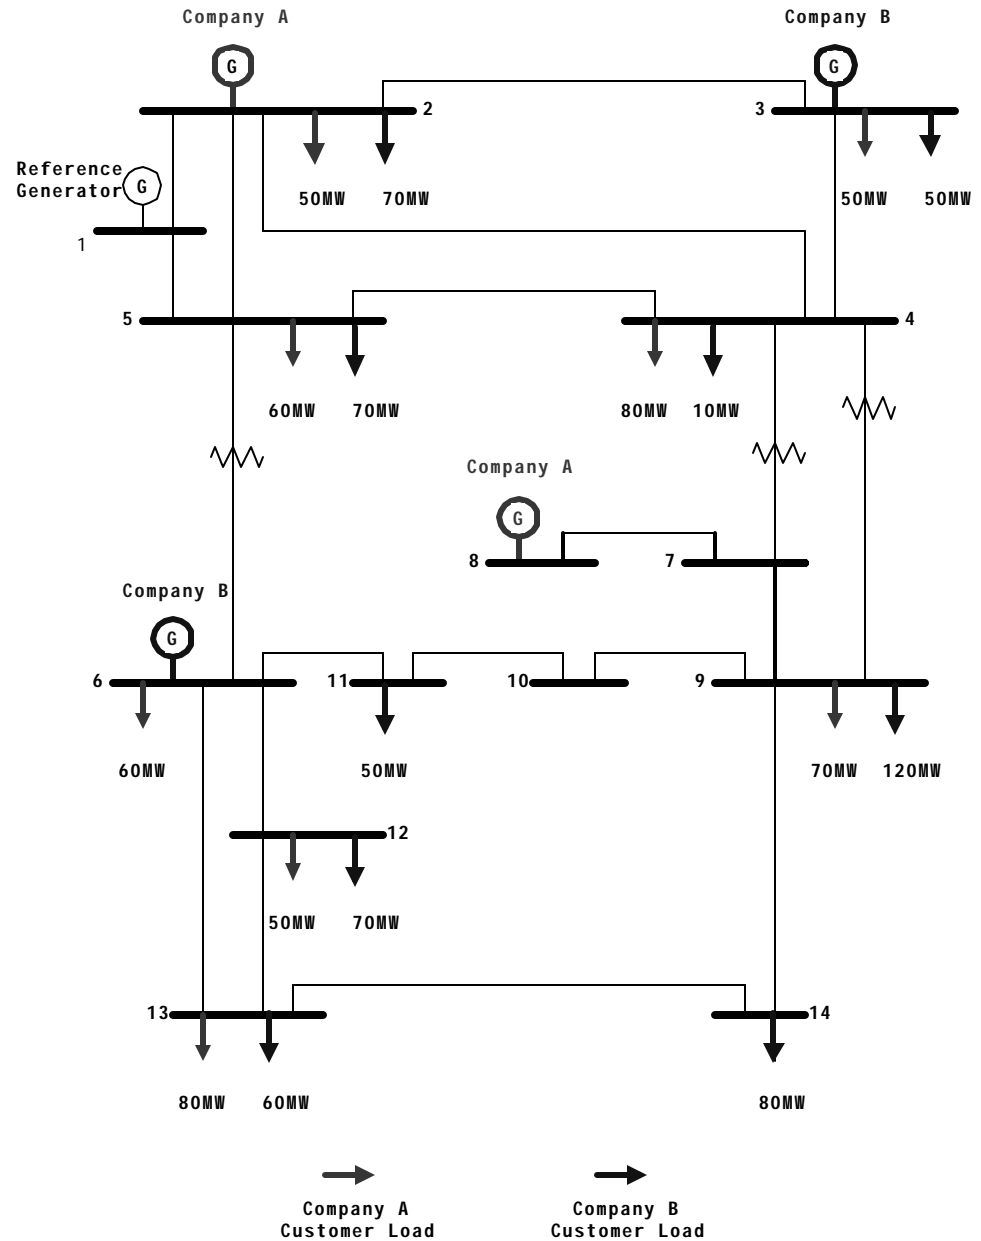 Company A
Company B
G
G
2
3
Reference
Generator
G
50MW
70MW
50MW
50MW
1
5
4
60MW
70MW
80MW
10MW
Company A
G
8
7
Company B
G
6
11
10
9
60MW
50MW
70MW
120MW
12
50MW
70MW
13
14
80MW
60MW
80MW
Company A
Customer Load
Company B
Customer Load